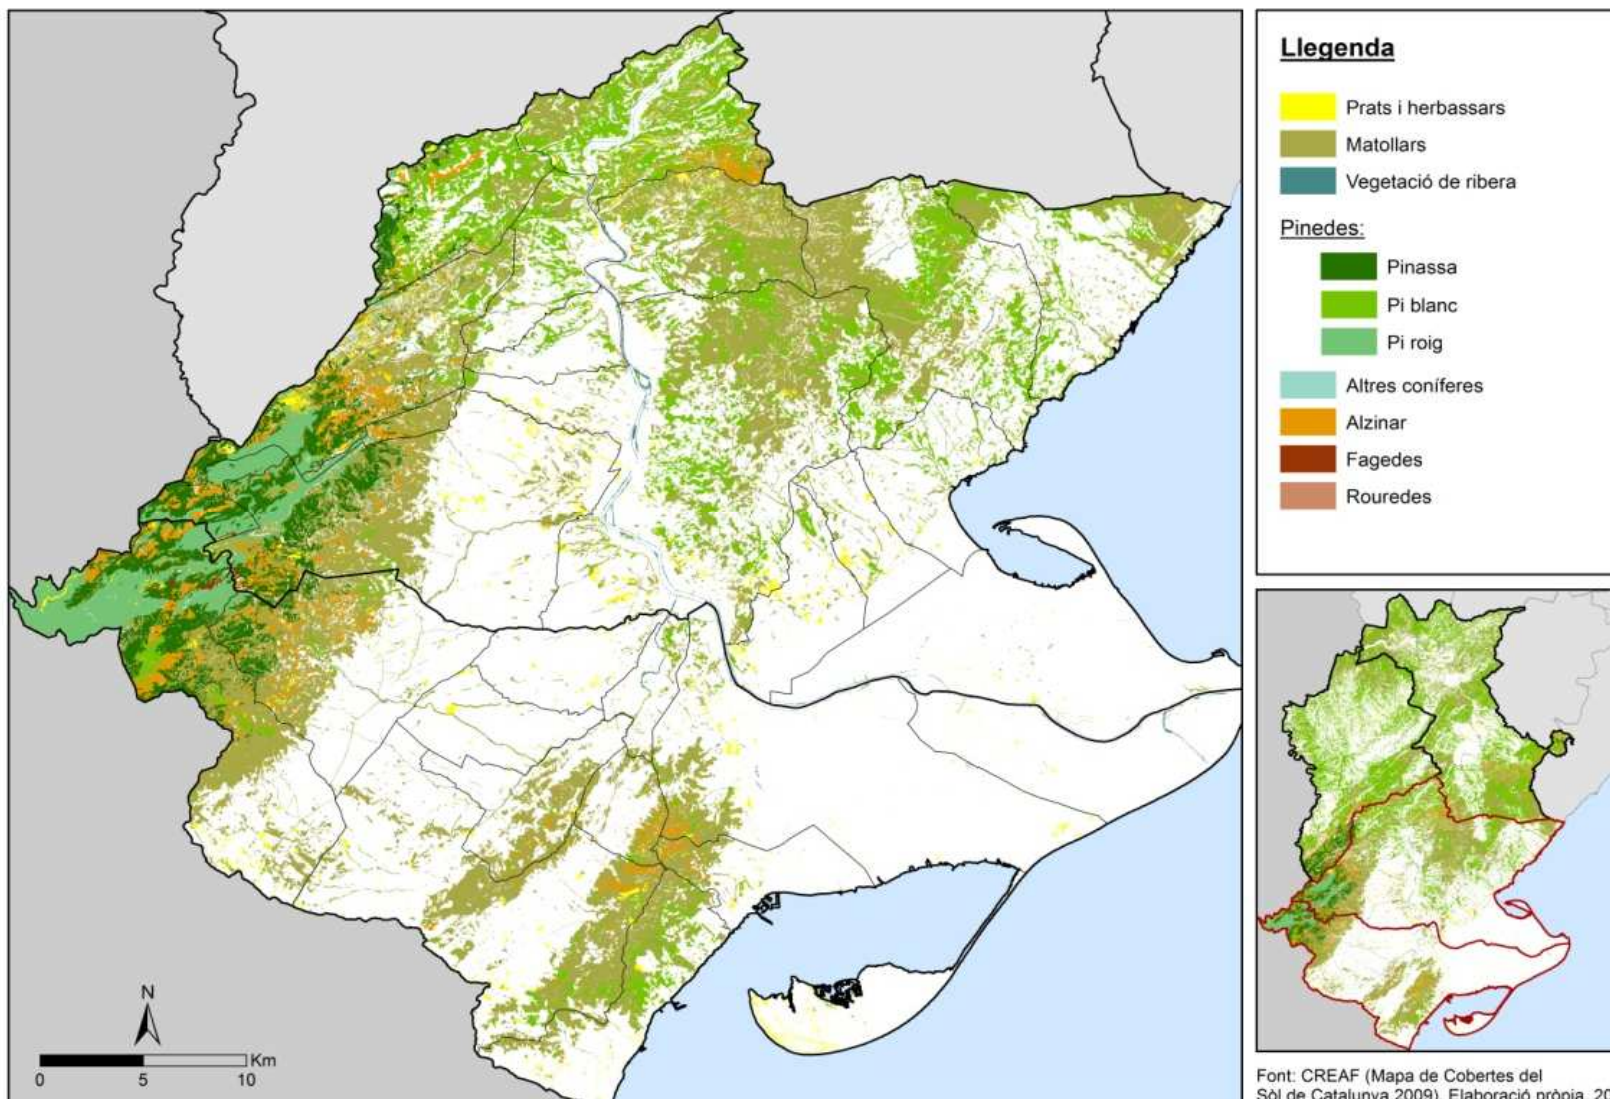 Llegenda
Prats i herbassars
Matollars
Vegetació de ribera
Pinedes:
Pinassa
Pi blanc
Pi roig
Altres coníferes
Alzinar
Fagedes
Rouredes
N
Km
0 5 10
Font: CREAF (Mapa de Cobertes del
Sòl de Catalunya 2009). Elaboració pròpia, 20